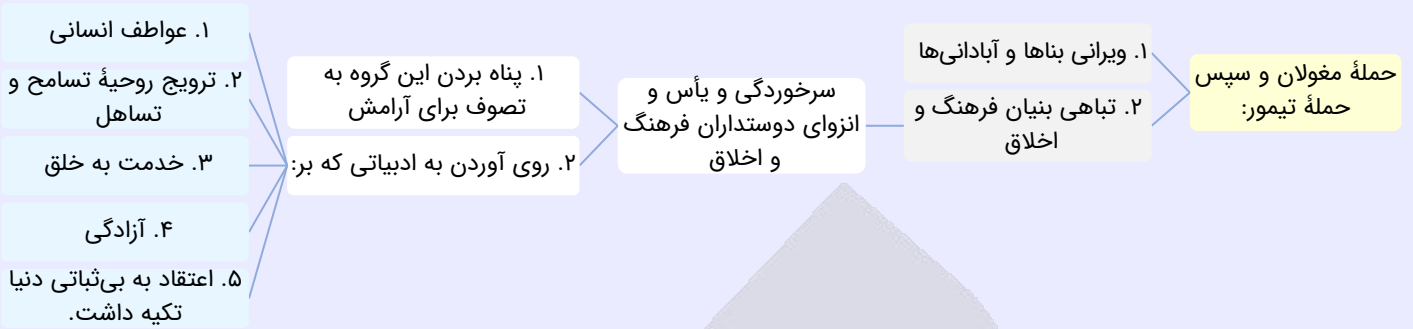 حملهٔ مغولان و سپس
حملهٔ تیمور:
۱. ویرانی بناها و آبادانی‌ها
۲. تباهی بنیان فرهنگ و
اخلاق
سرخوردگی و یأس و
انزوای دوستداران فرهنگ
و اخلاق
۱. پناه بردن این گروه به
تصوف برای آرامش
۲. روی آوردن به ادبیاتی که بر:
۱. عواطف انسانی
۲. ترویج روحیهٔ تسامح و
تساهل
۳. خدمت به خلق
۴. آزادگی
۵. اعتقاد به بی‌ثباتی دنیا
تکیه داشت.